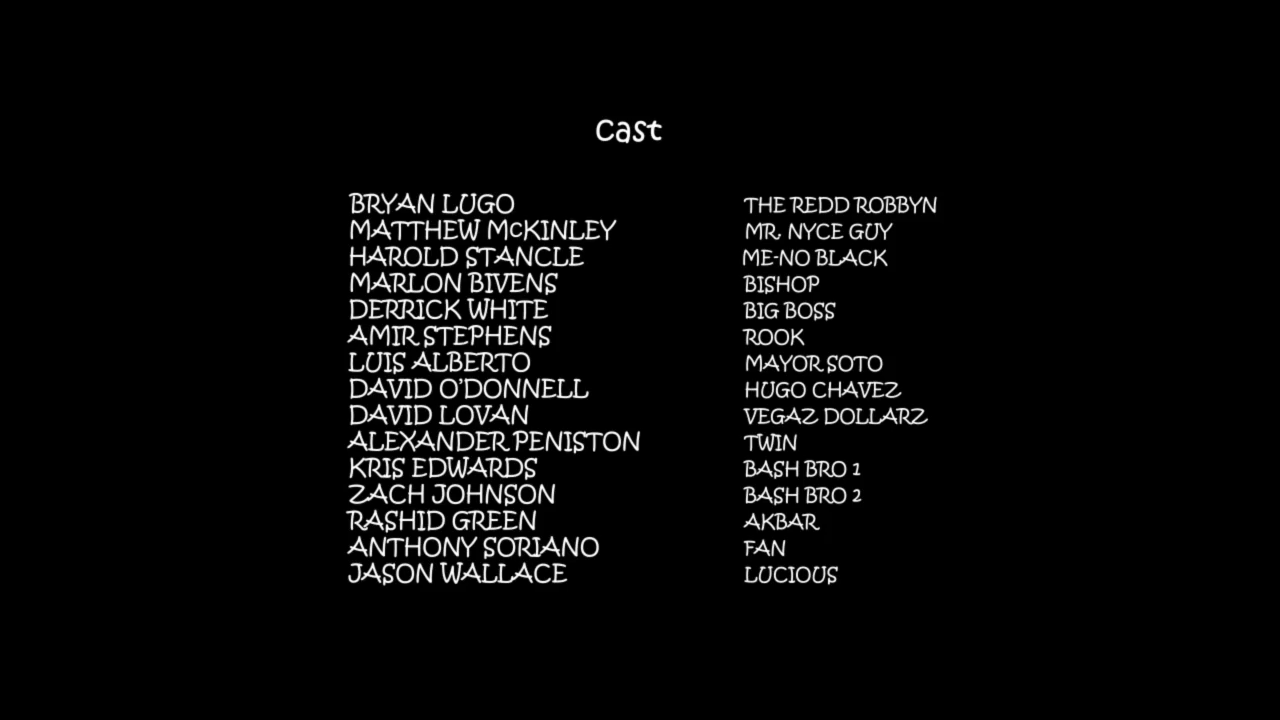 Cast
BRYAN LUGO THE REDD ROBBYN
MATTHEW McKINLEY MR. NYCE GUY
HAROLD STANCLE ME-NO BLACK
MARLON BIVENS BISHOP
DERRICK WHITE BIG BOSS
AMIR STEPHENS ROOK
LUIS ALBERTO MAYOR SOTO
DAVID O'DONNELL HUGO CHAVEZ
DAVID LOVAN VEGAZ DOLLARZ
ALEXANDER PENISTON TWIN
KRIS EDWARDS BASH BRO 1
ZACH JOHNSON BASH BRO 2
RASHID GREEN AKBAR
ANTHONY SORIANO FAN
JASON WALLACE LUCIOUS